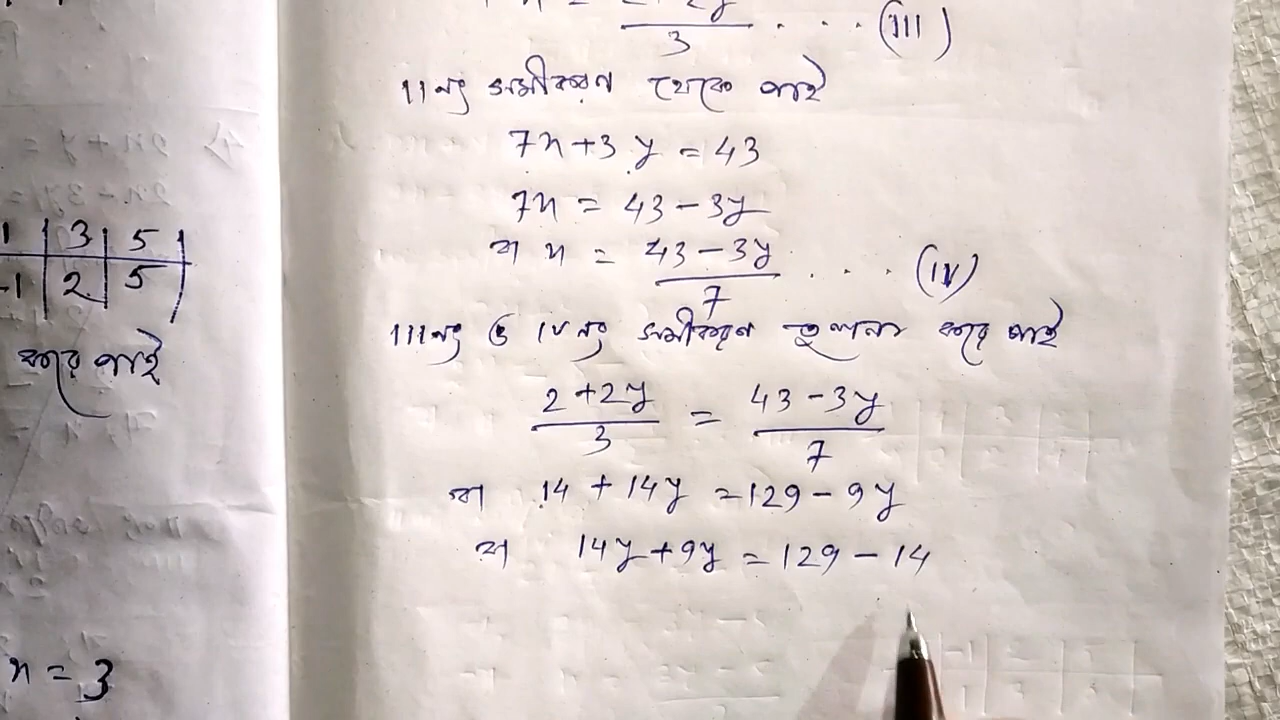 3 . . . (III)
IIনং সমীকরণ থেকে পাই
7x+3y = 43
7x = 43 - 3y
বা x = 43 - 3y / 7 . . . (IV)
IIIনং ও IVনং সমীকরণ তুলনা করে পাই
2 + 2y / 3 = 43 - 3y / 7
বা 14 + 14y = 129 - 9y
বা 14y + 9y = 129 - 14
1 | 3 | 5 |
-1 | 2 | 5
করে পাই
x = 3